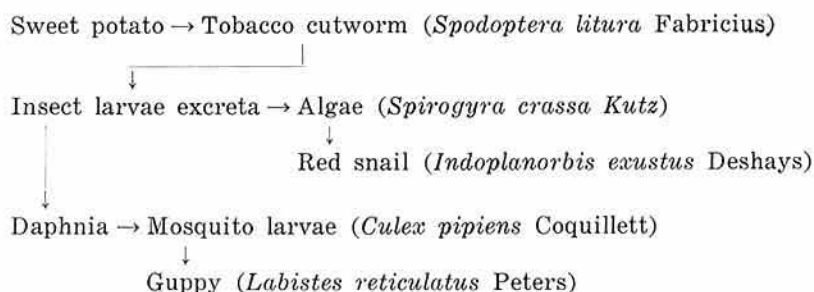 Sweet potato → Tobacco cutworm (Spodoptera litura Fabricius)
Insect larvae excreta → Algae (Spirogyra crassa Kutz)
Red snail (Indoplanorbis exustus Deshays)
Daphnia → Mosquito larvae (Culex pipiens Coquillett)
Guppy (Labistes reticulatus Peters)